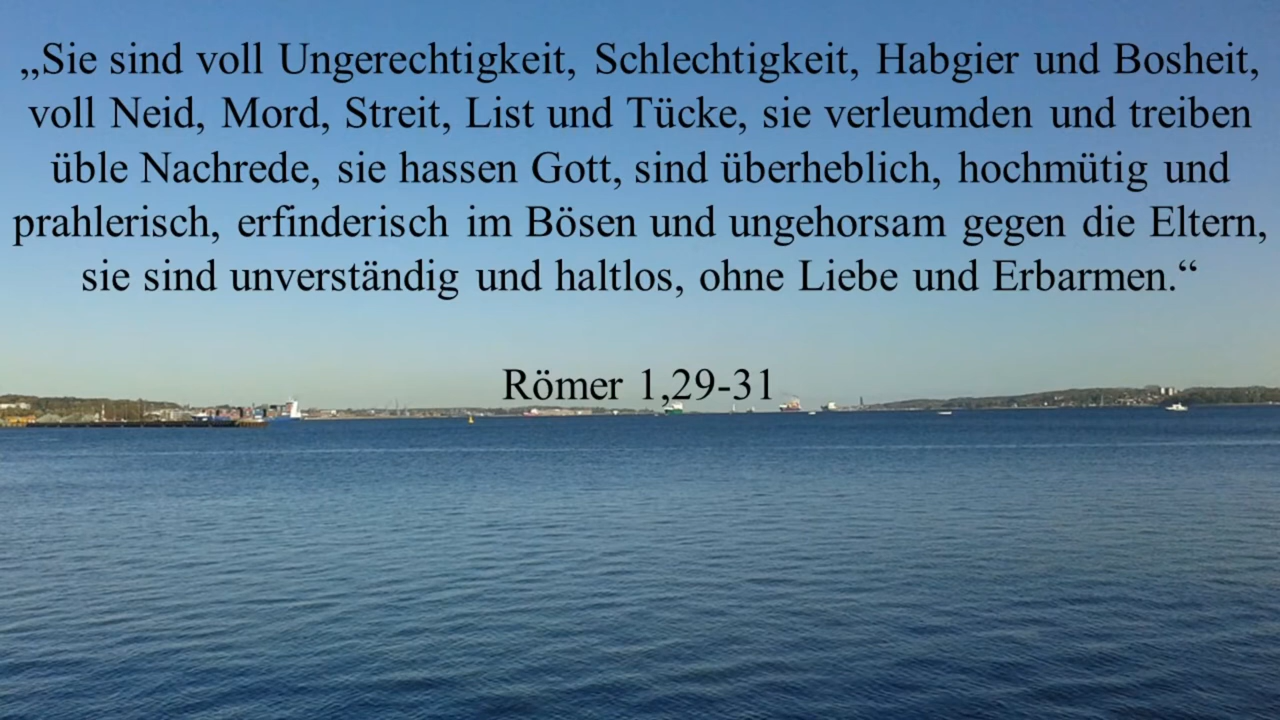 „Sie sind voll Ungerechtigkeit, Schlechtigkeit, Habgier und Bosheit,
voll Neid, Mord, Streit, List und Tücke, sie verleumden und treiben
üble Nachrede, sie hassen Gott, sind überheblich, hochmütig und
prahlerisch, erfinderisch im Bösen und ungehorsam gegen die Eltern,
sie sind unverständig und haltlos, ohne Liebe und Erbarmen.“
Römer 1,29-31